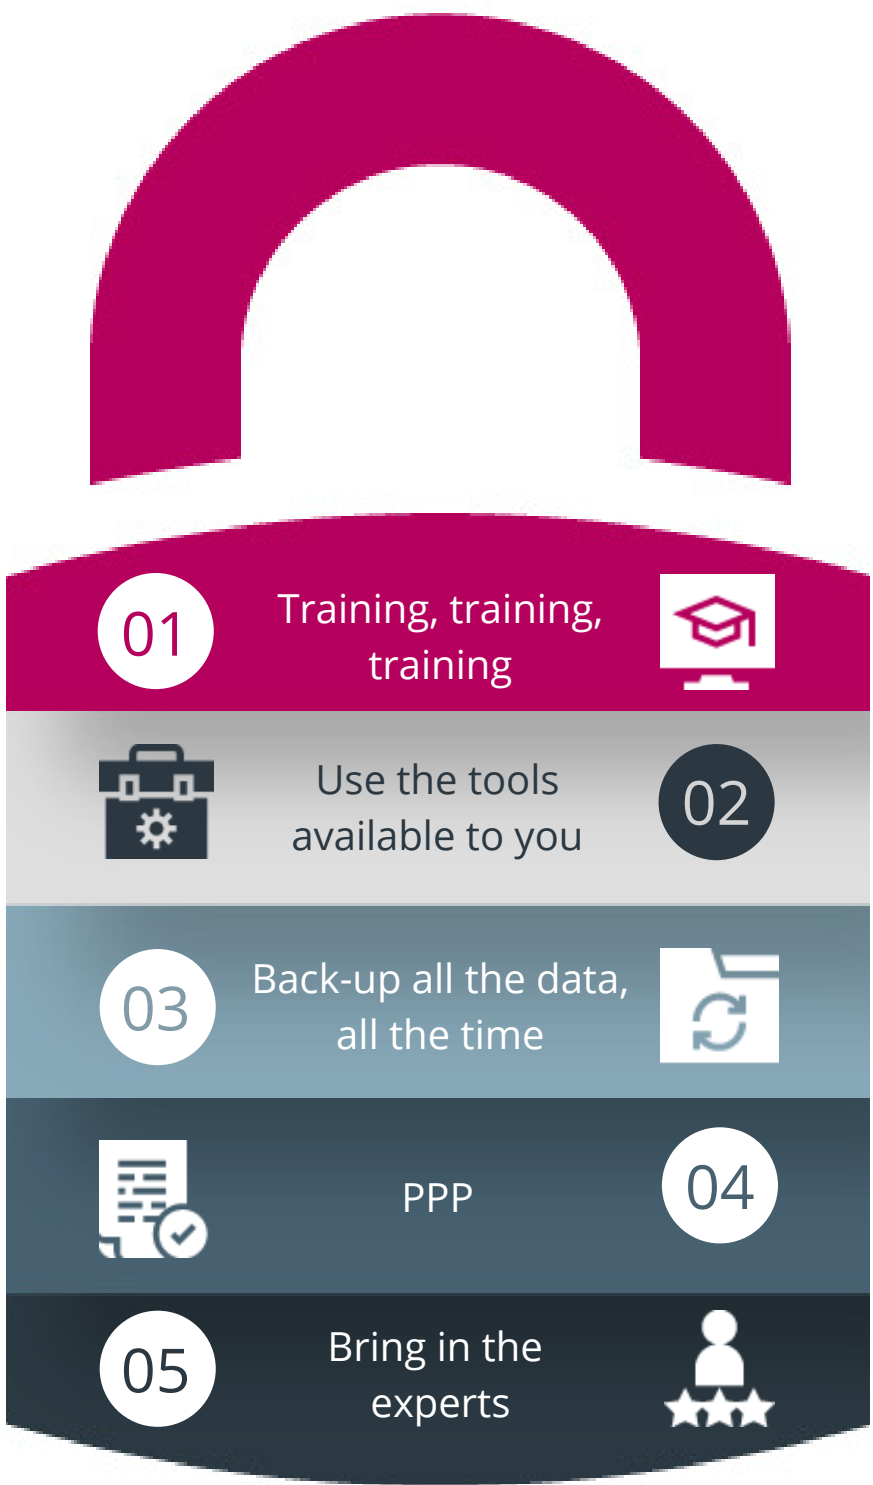 01
Training, training,
training
Use the tools
available to you
02
03
Back-up all the data,
all the time
PPP
04
05
Bring in the
experts